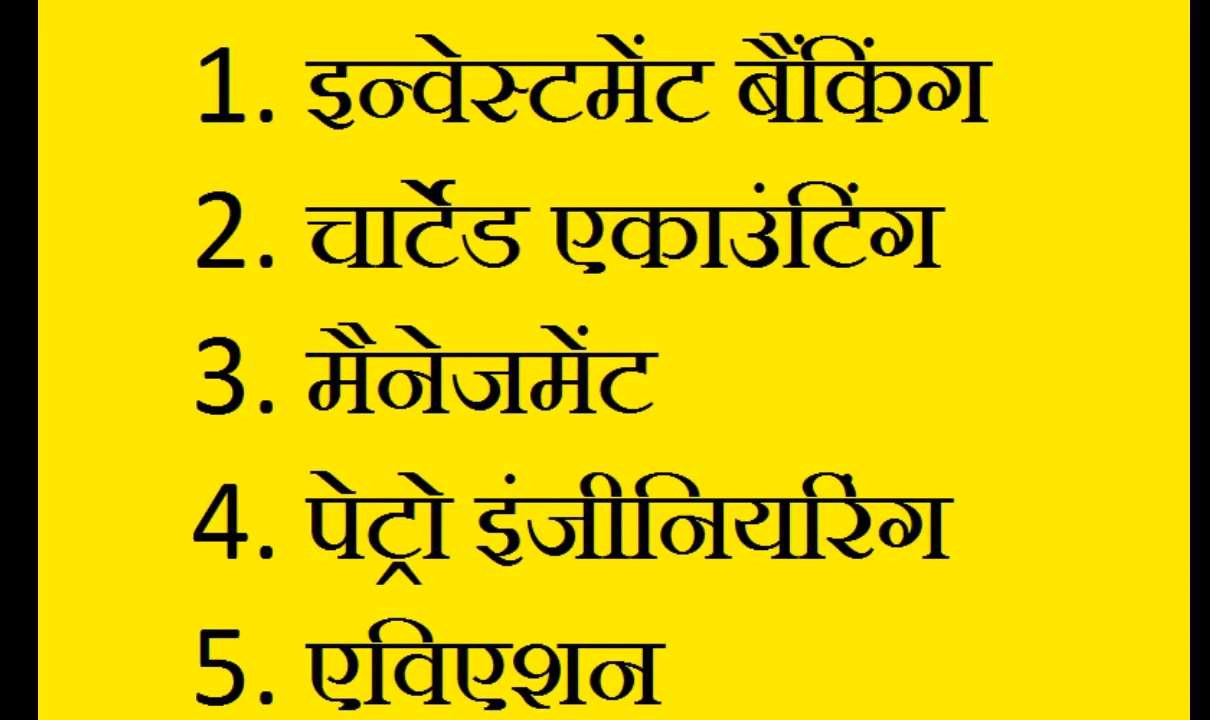 1. इन्वेस्टमेंट बैंकिंग
2. चार्टेड एकाउंटिंग
3. मैनेजमेंट
4. पेट्रो इंजीनियरिंग
5. एविएशन